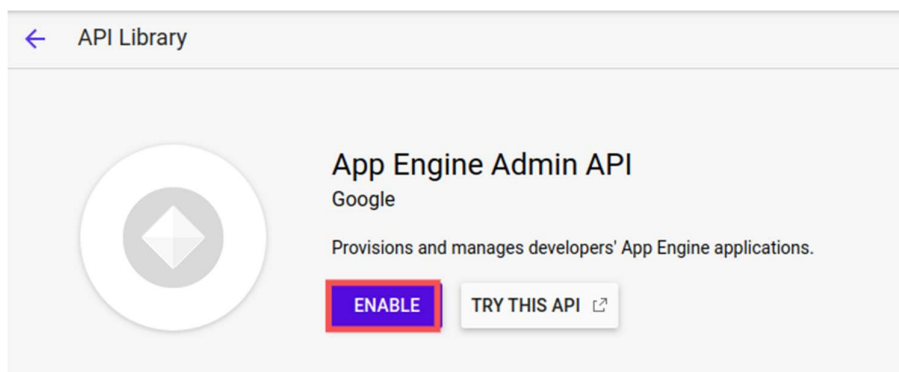 API Library
App Engine Admin API
Google
Provisions and manages developers' App Engine applications.
ENABLE
TRY THIS API